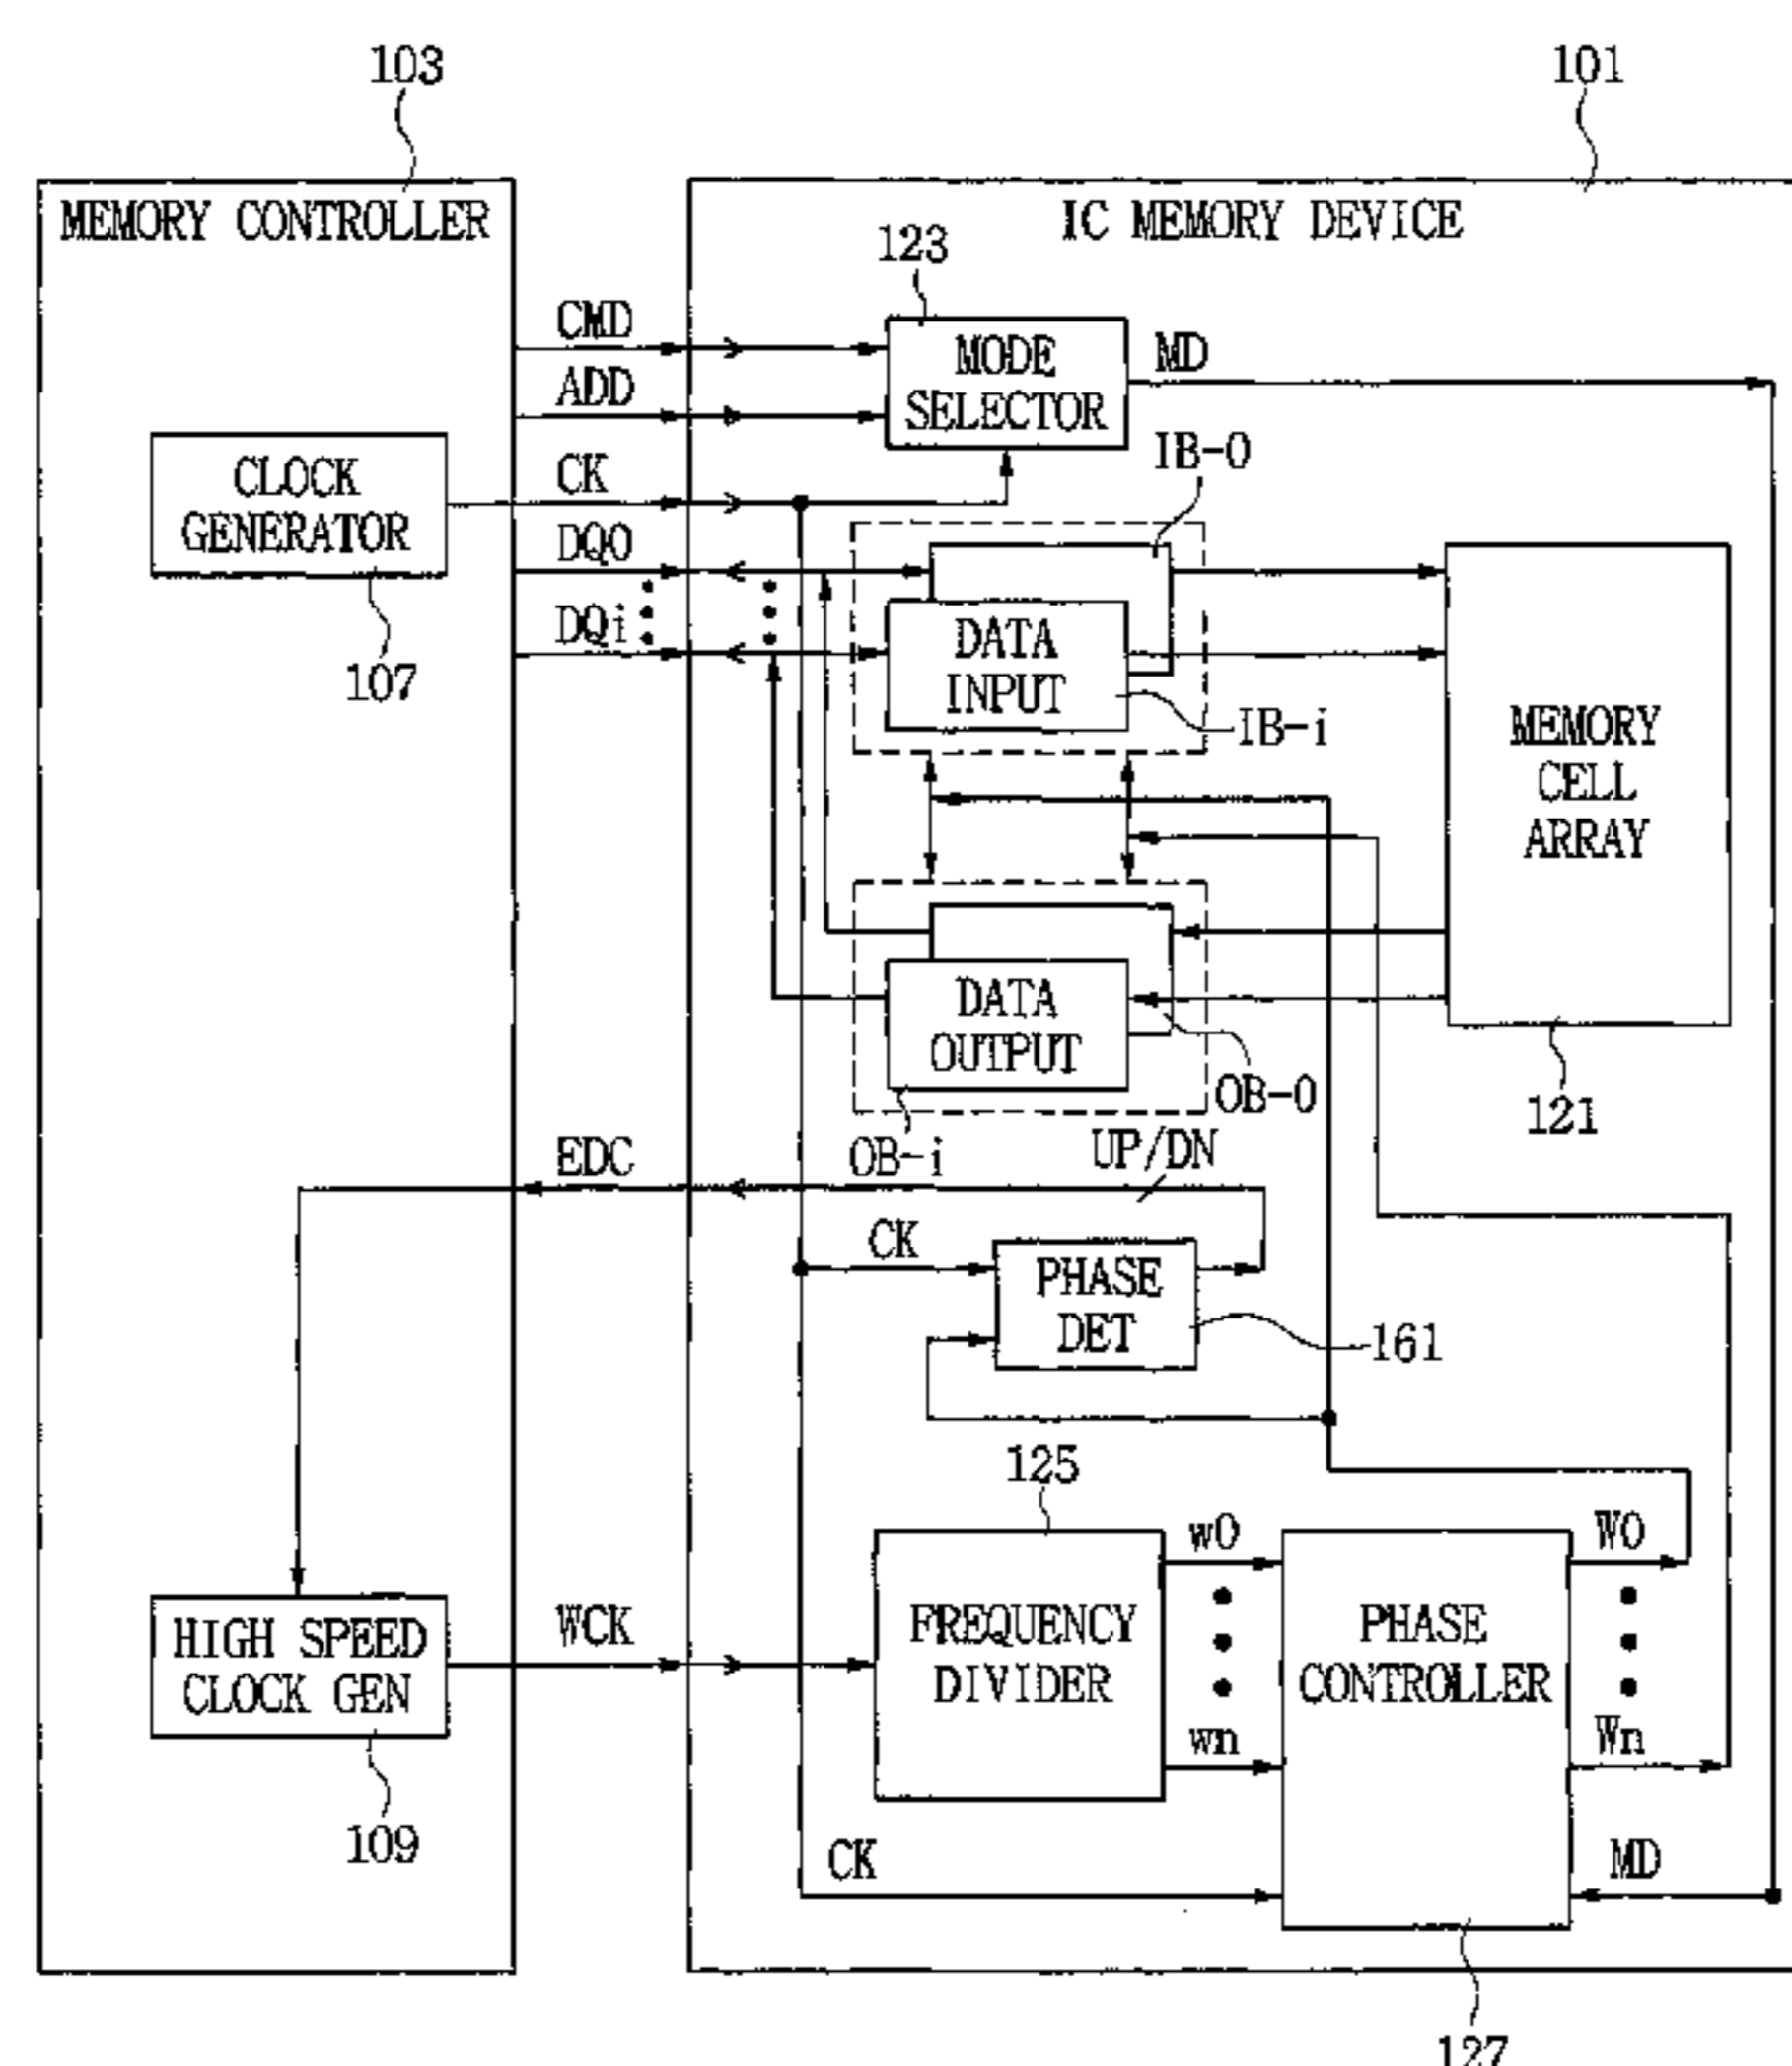 103
101
MEMORY CONTROLLER
IC MEMORY DEVICE
123
CMD
ADD
MODE
SELECTOR
MD
IB-0
CLOCK
GENERATOR
CK
DQ0
DQi
107
DATA
INPUT
IB-i
MEMORY
CELL
ARRAY
DATA
OUTPUT
OB-0
121
OB-i
UP/DN
EDC
CK
PHASE
DET
161
125
w0
W0
HIGH SPEED
CLOCK GEN
WCK
FREQUENCY
DIVIDER
PHASE
CONTROLLER
wn
Wn
109
CK
MD
127